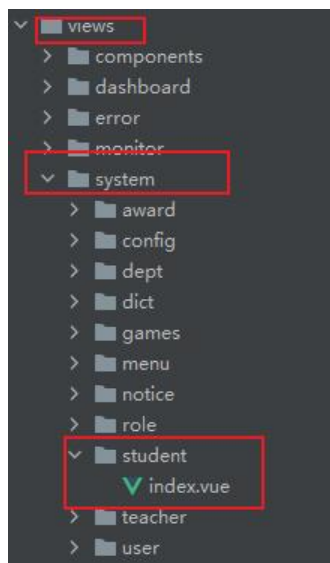 views
components
dashboard
error
monitor
system
award
config
dept
dict
games
menu
notice
role
student
index.vue
teacher
user